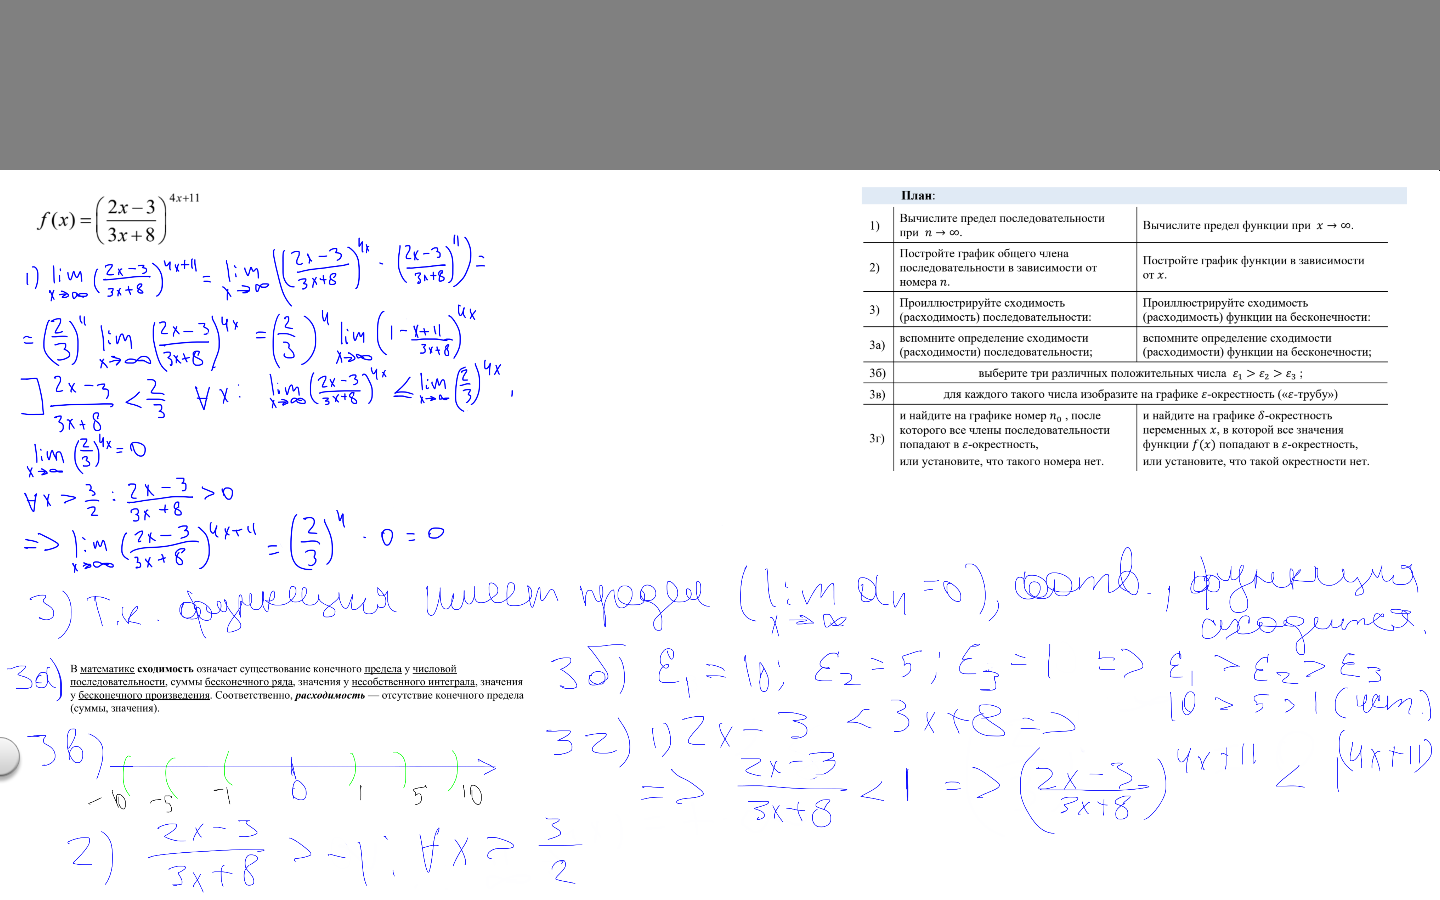 f(x) = ((2x−3)/(3x+8))^(4x+11)
1) lim x→∞ ((2x−3)/(3x+8))^(4x+11) = lim x→∞ (((2x−3)/(3x+8))^(4x) · ((2x−3)/(3x+8))^11) =
= (2/3)^11 lim x→∞ ((2x−3)/(3x+8))^(4x) = (2/3)^4 lim x→∞ (1 − (x+11)/(3x+8))^(4x)
] (2x−3)/(3x+8) < 2/3 ∀x: lim x→∞ ((2x−3)/(3x+8))^(4x) ≤ lim x→∞ (2/3)^(4x),
lim x→∞ (2/3)^(4x) = 0
∀x > 3/2 : (2x−3)/(3x+8) > 0
=> lim x→∞ ((2x−3)/(3x+8))^(4x+11) = (2/3)^4 · 0 = 0
План:
1) Вычислите предел последовательности
при n → ∞.
Вычислите предел функции при x → ∞.
2) Постройте график общего члена
последовательности в зависимости от
номера n.
Постройте график функции в зависимости
от x.
3) Проиллюстрируйте сходимость
(расходимость) последовательности:
Проиллюстрируйте сходимость
(расходимость) функции на бесконечности:
3а) вспомните определение сходимости
(расходимости) последовательности;
вспомните определение сходимости
(расходимости) функции на бесконечности;
3б) выберите три различных положительных числа ε₁ > ε₂ > ε₃ ;
3в) для каждого такого числа изобразите на графике ε-окрестность («ε-трубу»)
3г) и найдите на графике номер n₀ , после
которого все члены последовательности
попадают в ε-окрестность,
или установите, что такого номера нет.
и найдите на графике δ-окрестность
переменных x, в которой все значения
функции f(x) попадают в ε-окрестность,
или установите, что такой окрестности нет.
3) Т.к. функция имеет предел (lim x→∞ aₙ = 0), соотв., функция
сходится.
3а) В математике сходимость означает существование конечного предела у числовой
последовательности, суммы бесконечного ряда, значения у несобственного интеграла, значения
у бесконечного произведения. Соответственно, расходимость — отсутствие конечного предела
(суммы, значения).
3б) ε₁ = 10; ε₂ = 5; ε₃ = 1 => ε₁ > ε₂ > ε₃
10 > 5 > 1 (ист.)
3в)
-10 -5 -1 0 1 5 10
3г) 1) 2x − 3 < 3x+8 =>
=> (2x−3)/(3x+8) < 1 => ((2x−3)/(3x+8))^(4x+11) < 1^(4x+11)
2) (2x−3)/(3x+8) > −1 : ∀x > 3/2